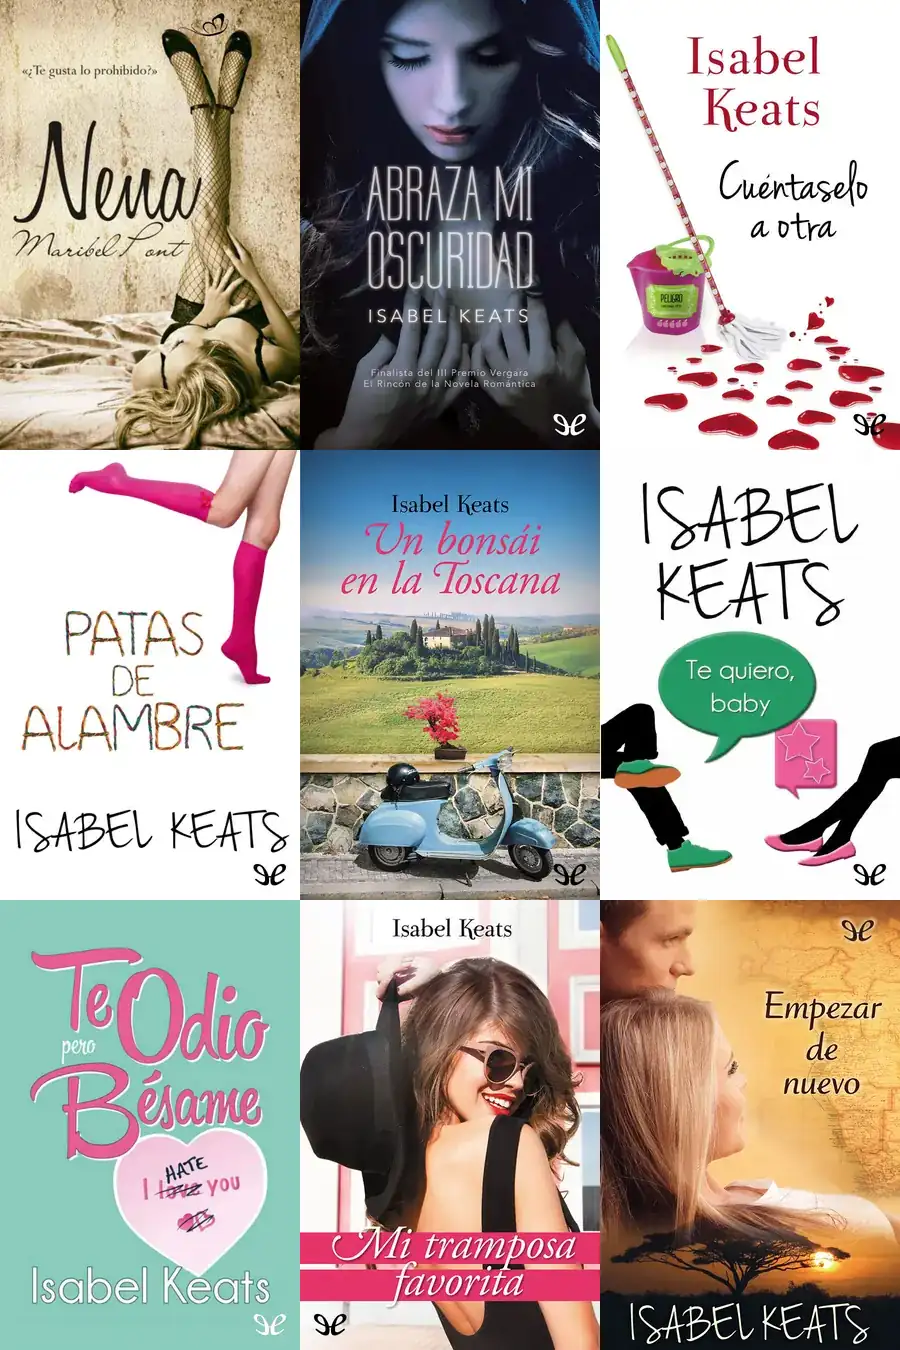 «¿Te gusta lo prohibido?»
Nena
Maribel Pont
ABRAZA MI
OSCURIDAD
ISABEL KEATS
Finalista del III Premio Vergara
El Rincón de la Novela Romántica
Isabel
Keats
Cuéntaselo
a otra
PELIGRO
PATAS
DE
ALAMBRE
ISABEL KEATS
Isabel Keats
Un bonsái
en la Toscana
ISABEL
KEATS
Te quiero,
baby
Te
pero
Odio
Bésame
HATE
I love you
Isabel Keats
Isabel Keats
Mi tramposa
favorita
Empezar
de
nuevo
ISABEL KEATS